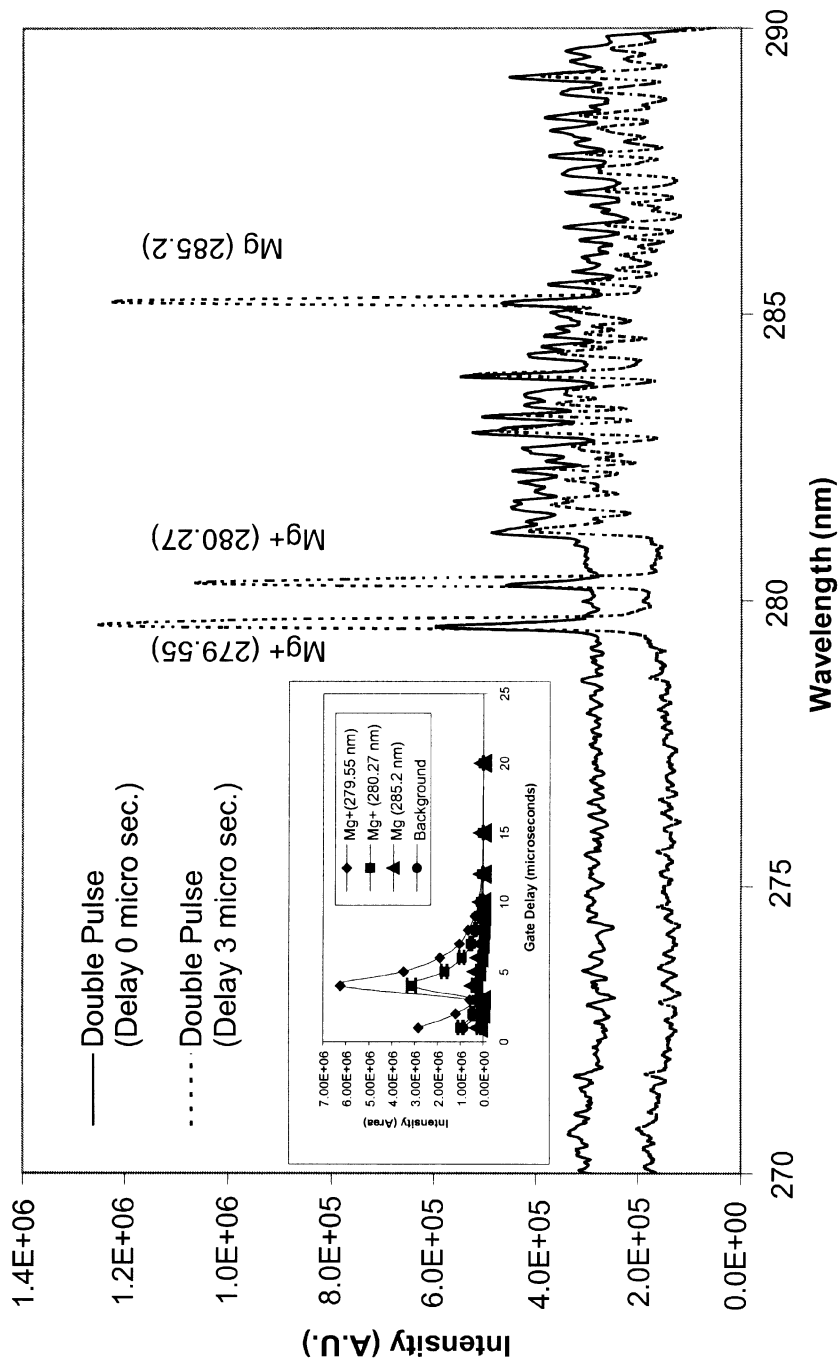 Intensity (A.U.)
1.4E+06
1.2E+06
1.0E+06
8.0E+05
6.0E+05
4.0E+05
2.0E+05
0.0E+00
270
275
280
285
290
Wavelength (nm)
Double Pulse
(Delay 0 micro sec.)
Double Pulse
(Delay 3 micro sec.)
Mg+ (279.55)
Mg+ (280.27)
Mg (285.2)
Intensity (Area)
7.00E+06
6.00E+06
5.00E+06
4.00E+06
3.00E+06
2.00E+06
1.00E+06
0.00E+00
0
5
10
15
20
25
Gate Delay (microseconds)
Mg+(279.55 nm)
Mg+ (280.27 nm)
Mg (285.2 nm)
Background